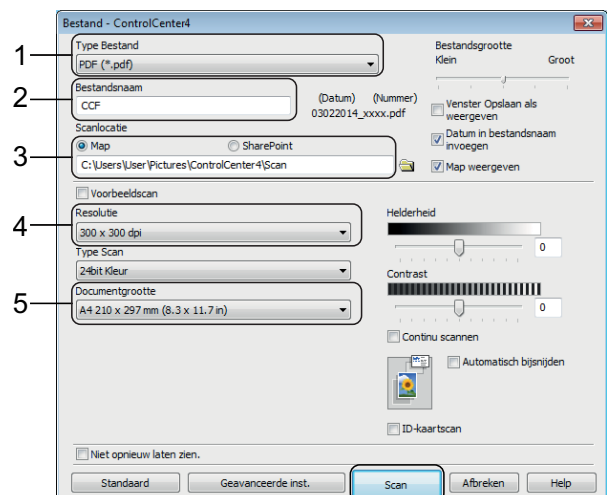 Bestand - ControlCenter4
1
Type Bestand
PDF (*.pdf)
Bestandsgrootte
Klein Groot
2
Bestandsnaam
CCF
(Datum) (Nummer)
03022014_xxxx.pdf
Venster Opslaan als
weergeven
Datum in bestandsnaam
invoegen
Map weergeven
3
Scanlocatie
Map SharePoint
C:\Users\User\Pictures\ControlCenter4\Scan
Voorbeeldscan
4
Resolutie
300 x 300 dpi
Type Scan
24bit Kleur
5
Documentgrootte
A4 210 x 297 mm (8.3 x 11.7 in)
Helderheid
0
Contrast
0
Continu scannen
Automatisch bijsnijden
ID-kaartscan
Niet opnieuw laten zien.
Standaard Geavanceerde inst. Scan Afbreken Help